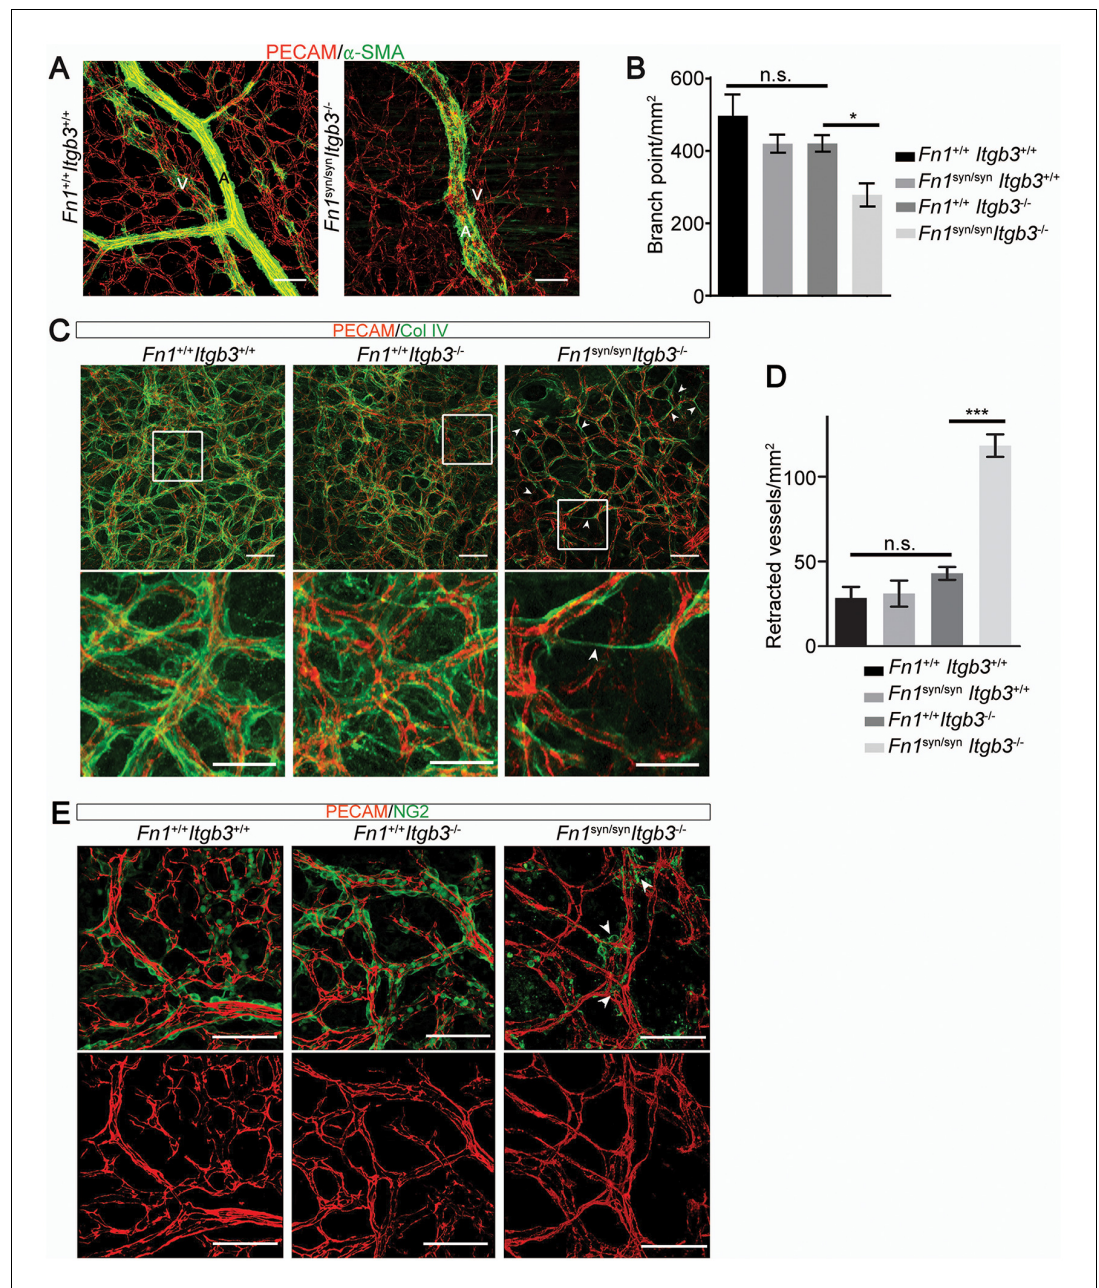 A
PECAM/α-SMA
Fn1+/+Itgb3+/+
V
A
Fn1syn/synItgb3-/-
V
A
B
Branch point/mm2
600
400
200
0
n.s.
*
Fn1+/+ Itgb3+/+
Fn1syn/syn Itgb3+/+
Fn1+/+ Itgb3-/-
Fn1syn/synItgb3-/-
C
PECAM/Col IV
Fn1+/+Itgb3+/+
Fn1+/+Itgb3-/-
Fn1syn/synItgb3-/-
D
Retracted vessels/mm2
100
50
0
n.s.
***
Fn1+/+ Itgb3+/+
Fn1syn/syn Itgb3+/+
Fn1+/+Itgb3-/-
Fn1syn/syn Itgb3-/-
E
PECAM/NG2
Fn1+/+Itgb3+/+
Fn1+/+Itgb3-/-
Fn1syn/synItgb3-/-